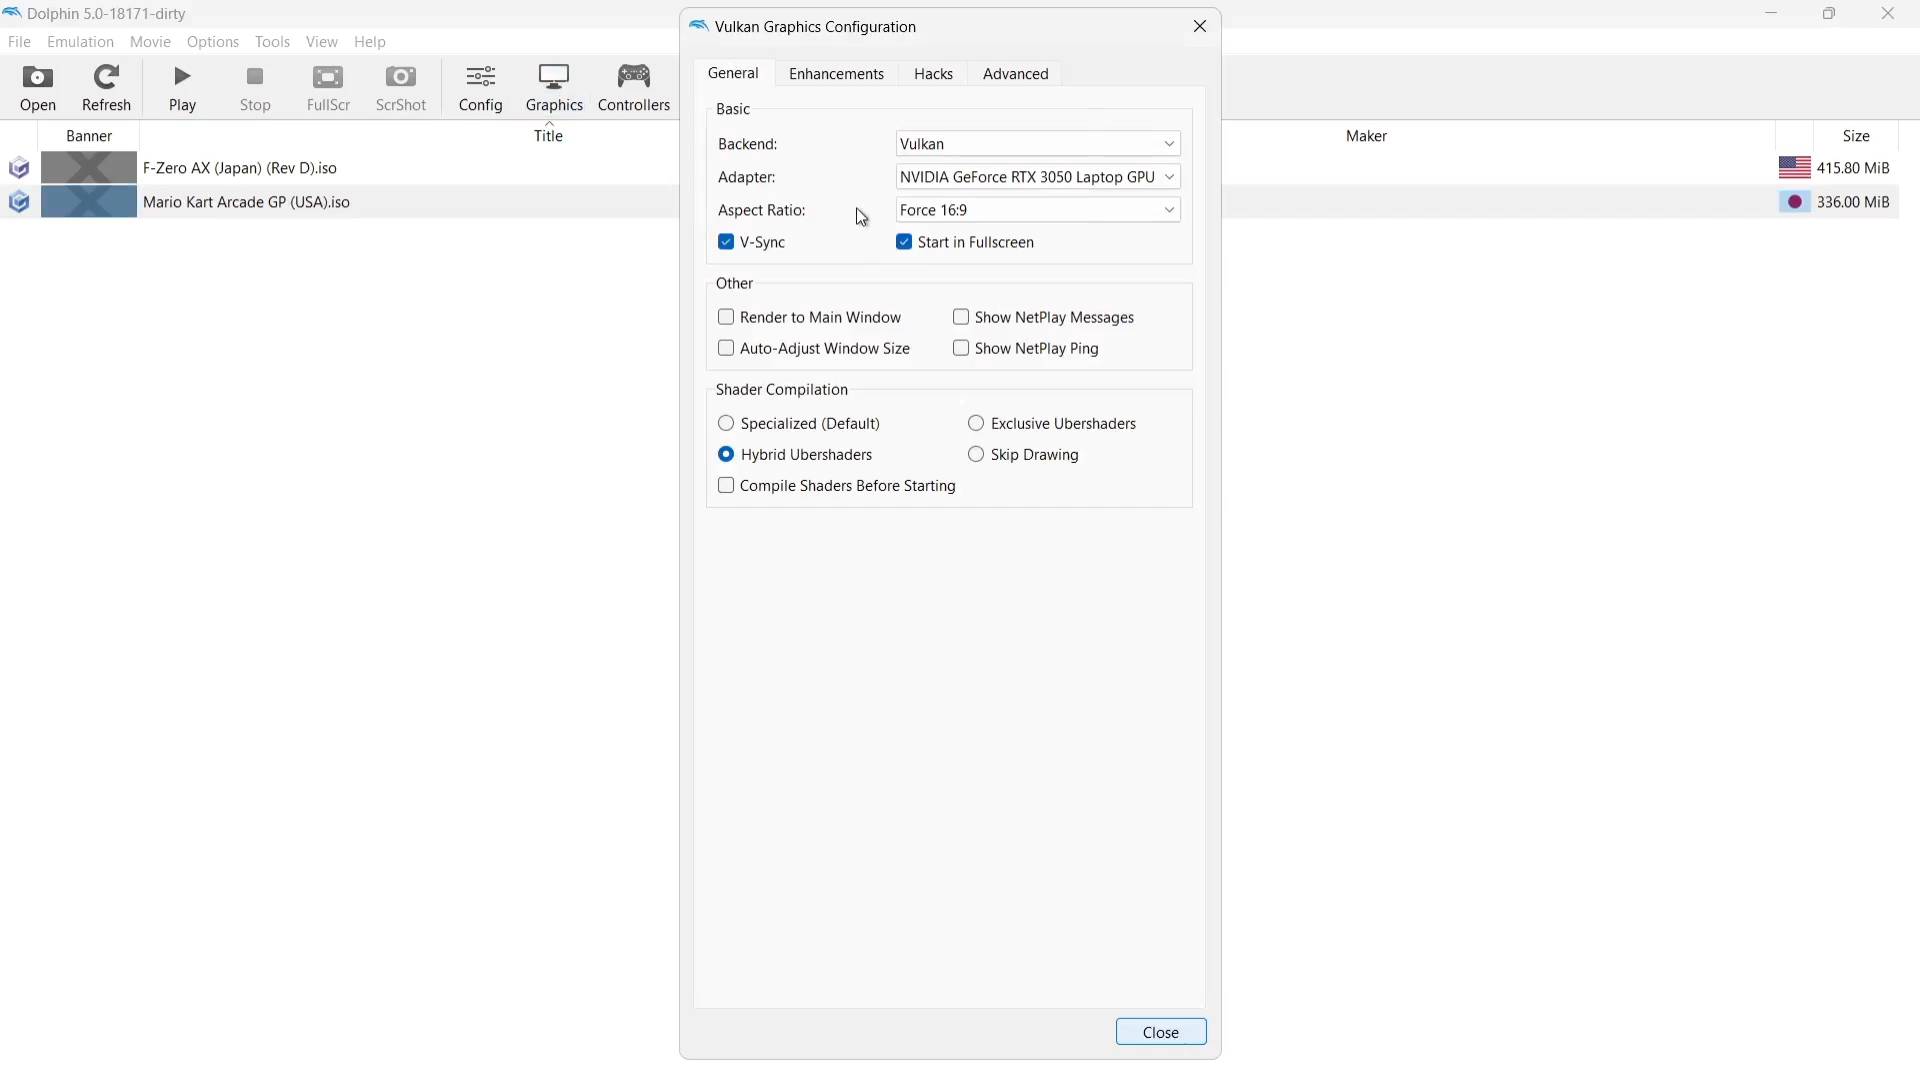 Dolphin 5.0-18171-dirty
File Emulation Movie Options Tools View Help
Open Refresh Play Stop FullScr ScrShot Config Graphics Controllers
Banner Title Maker Size
F-Zero AX (Japan) (Rev D).iso 415.80 MiB
Mario Kart Arcade GP (USA).iso 336.00 MiB
Vulkan Graphics Configuration
General Enhancements Hacks Advanced
Basic
Backend: Vulkan
Adapter: NVIDIA GeForce RTX 3050 Laptop GPU
Aspect Ratio: Force 16:9
V-Sync Start in Fullscreen
Other
Render to Main Window Show NetPlay Messages
Auto-Adjust Window Size Show NetPlay Ping
Shader Compilation
Specialized (Default) Exclusive Ubershaders
Hybrid Ubershaders Skip Drawing
Compile Shaders Before Starting
Close